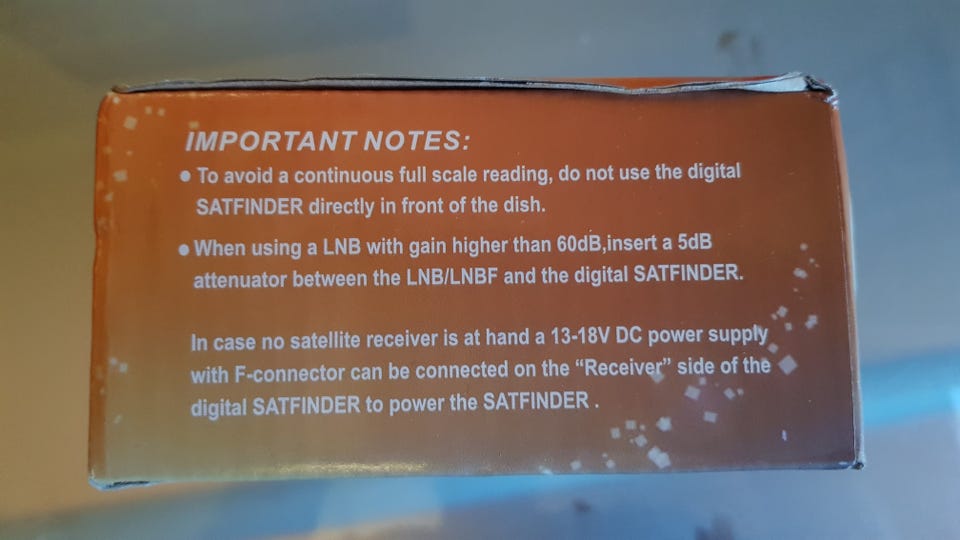 IMPORTANT NOTES:
● To avoid a continuous full scale reading, do not use the digital
SATFINDER directly in front of the dish.
● When using a LNB with gain higher than 60dB,insert a 5dB
attenuator between the LNB/LNBF and the digital SATFINDER.
In case no satellite receiver is at hand a 13-18V DC power supply
with F-connector can be connected on the “Receiver” side of the
digital SATFINDER to power the SATFINDER .